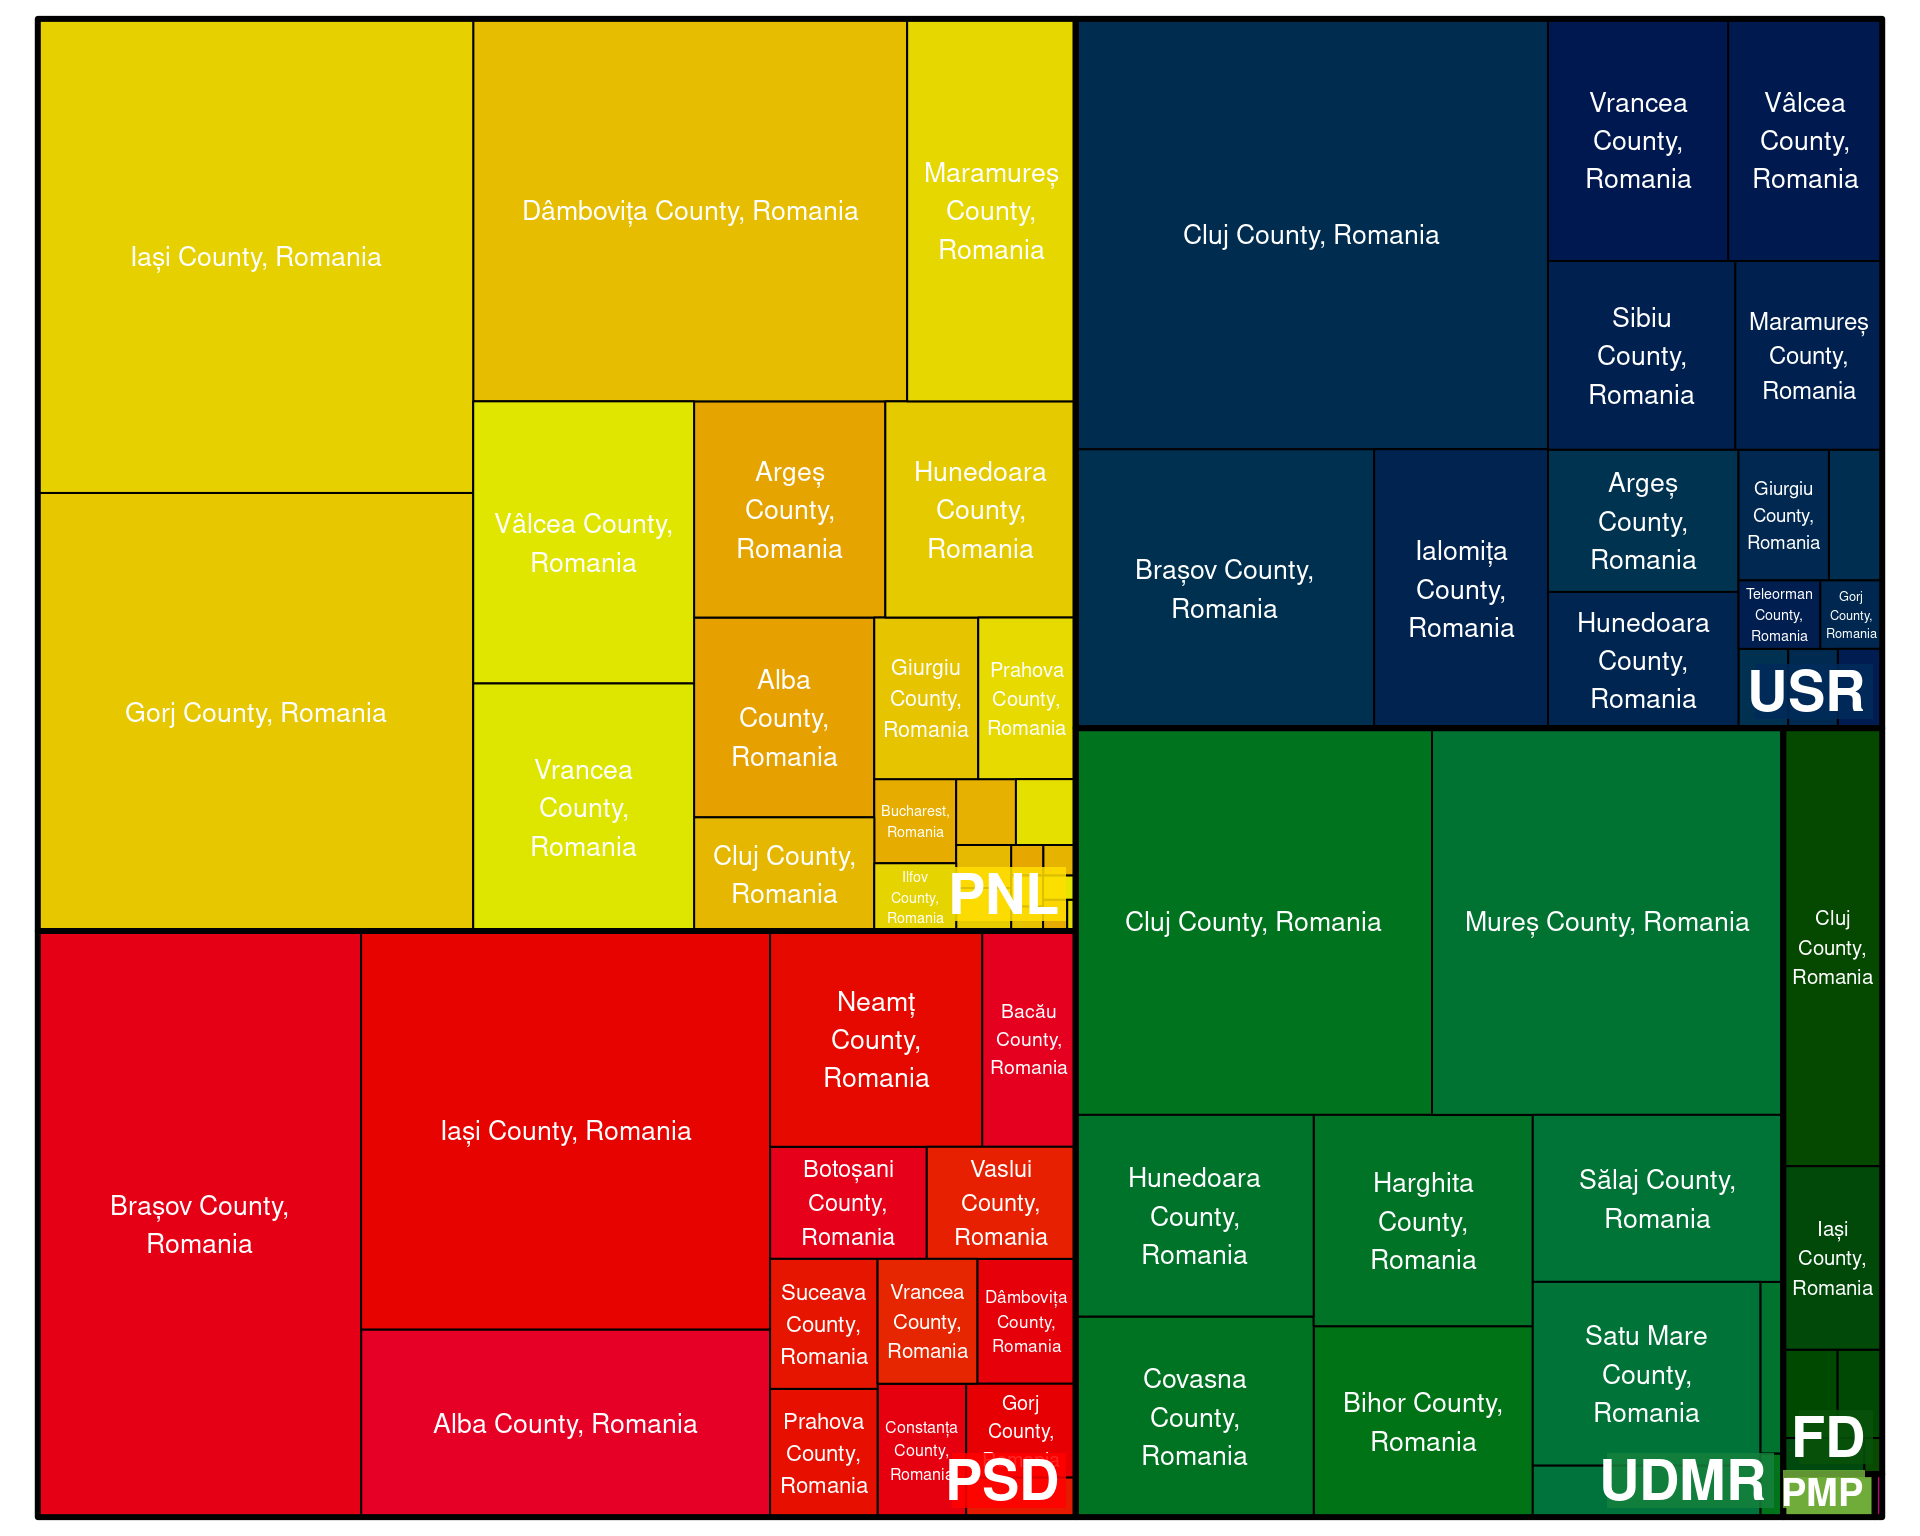 Iași County, Romania
Dâmbovița County, Romania
Maramureș
County,
Romania
Gorj County, Romania
Vâlcea County,
Romania
Argeș
County,
Romania
Hunedoara
County,
Romania
Vrancea
County,
Romania
Alba
County,
Romania
Giurgiu
County,
Romania
Prahova
County,
Romania
Cluj County,
Romania
Bucharest,
Romania
Ilfov
County,
Romania
PNL
Cluj County, Romania
Vrancea
County,
Romania
Vâlcea
County,
Romania
Sibiu
County,
Romania
Maramureș
County,
Romania
Brașov County,
Romania
Ialomița
County,
Romania
Argeș
County,
Romania
Giurgiu
County,
Romania
Hunedoara
County,
Romania
Teleorman
County,
Romania
Gorj
County,
Romania
USR
Brașov County,
Romania
Iași County, Romania
Alba County, Romania
Neamț
County,
Romania
Bacău
County,
Romania
Botoșani
County,
Romania
Vaslui
County,
Romania
Suceava
County,
Romania
Vrancea
County,
Romania
Dâmbovița
County,
Romania
Prahova
County,
Romania
Constanța
County,
Romania
Gorj
County,
Romania
PSD
Cluj County, Romania
Mureș County, Romania
Hunedoara
County,
Romania
Harghita
County,
Romania
Sălaj County,
Romania
Covasna
County,
Romania
Bihor County,
Romania
Satu Mare
County,
Romania
UDMR
Cluj
County,
Romania
Iași
County,
Romania
FD
PMP